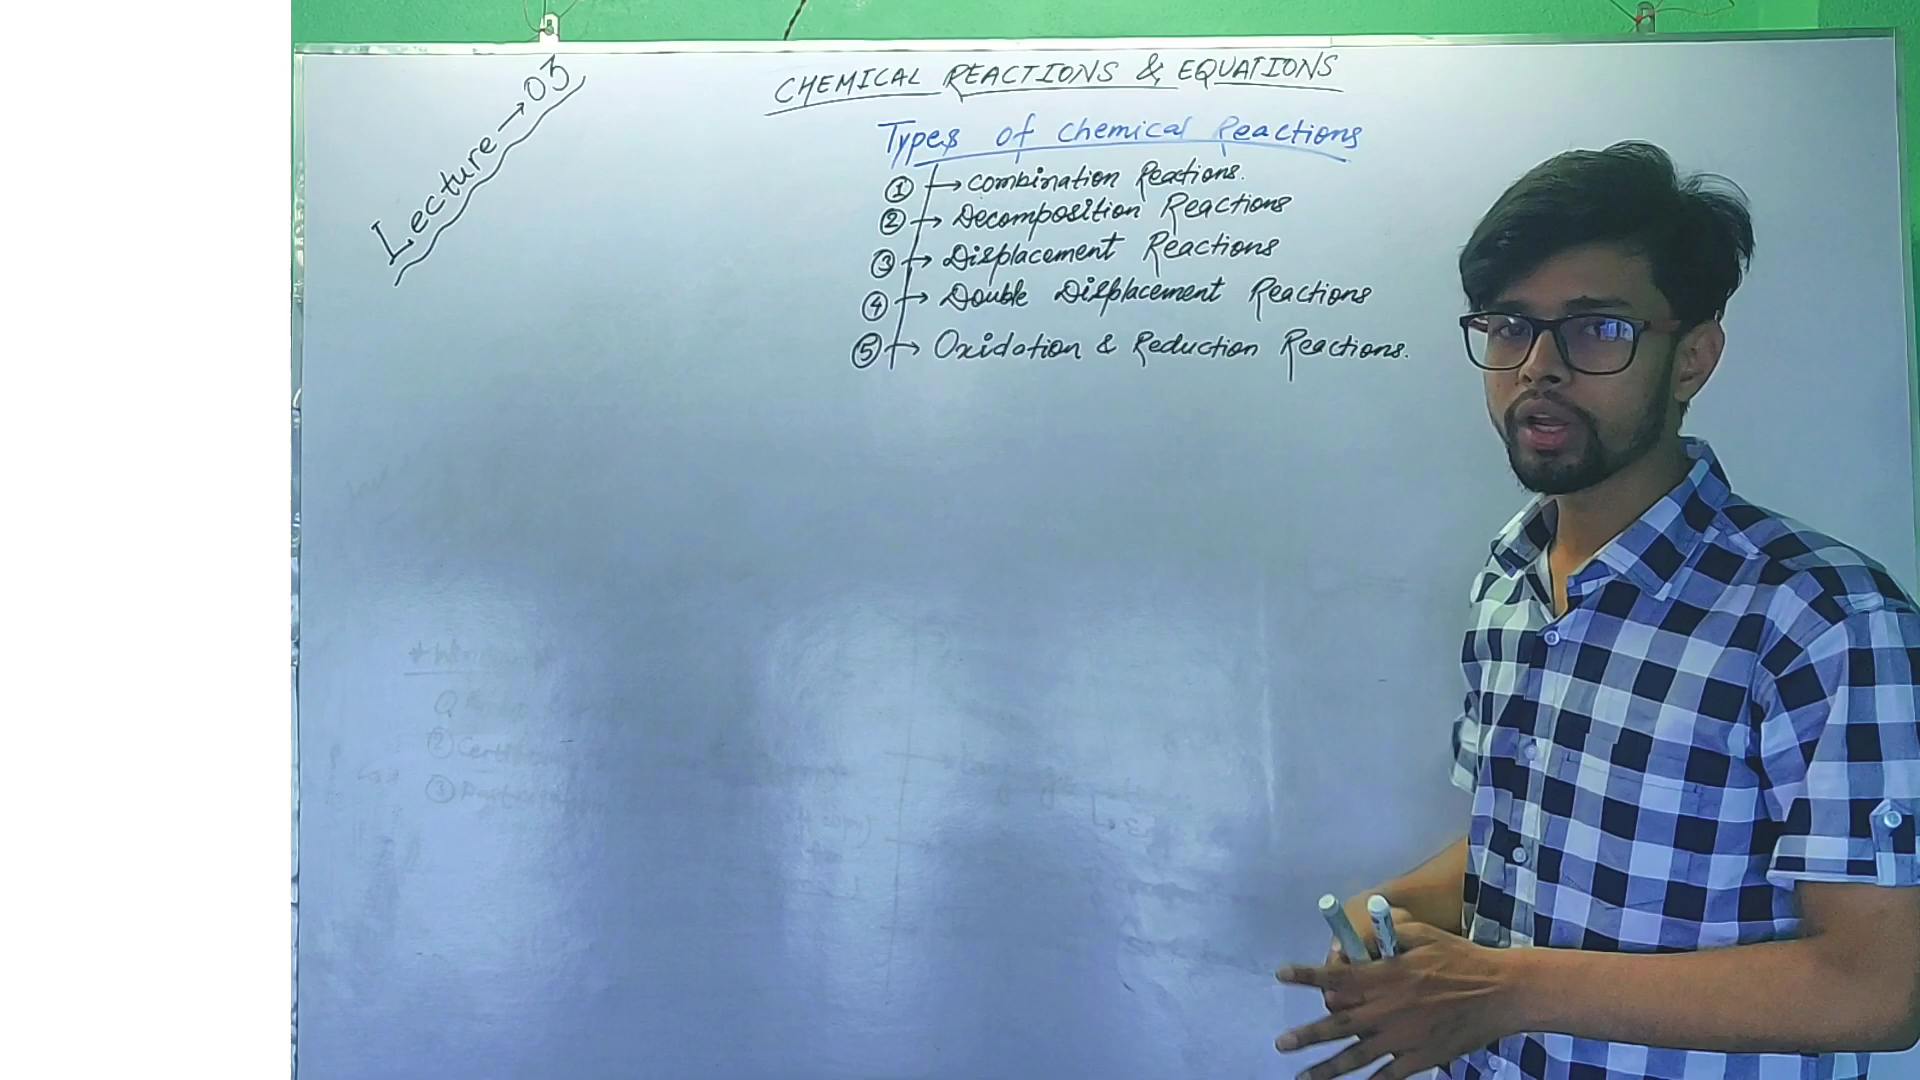 Lecture → 03
CHEMICAL REACTIONS & EQUATIONS
Types of chemical Reactions
① → Combination Reactions.
② → Decomposition Reactions
③ → Displacement Reactions
④ → Double Displacement Reactions
⑤ → Oxidation & Reduction Reactions.